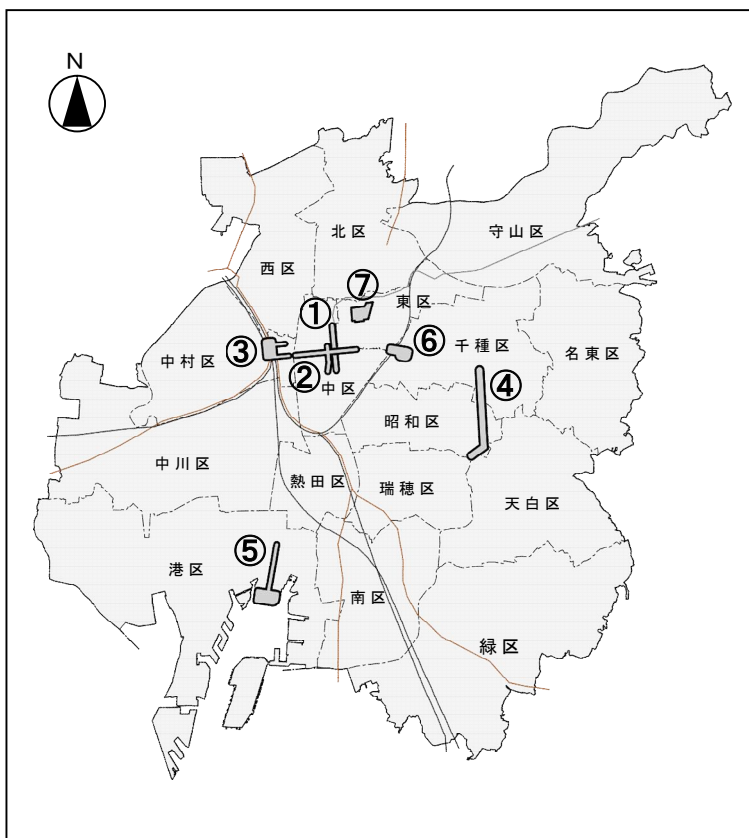 N
北区
守山区
西区
⑦
東区
①
③
⑥
千種区
名東区
中村区
②
中区
④
昭和区
中川区
熱田区
瑞穂区
天白区
⑤
港区
南区
緑区